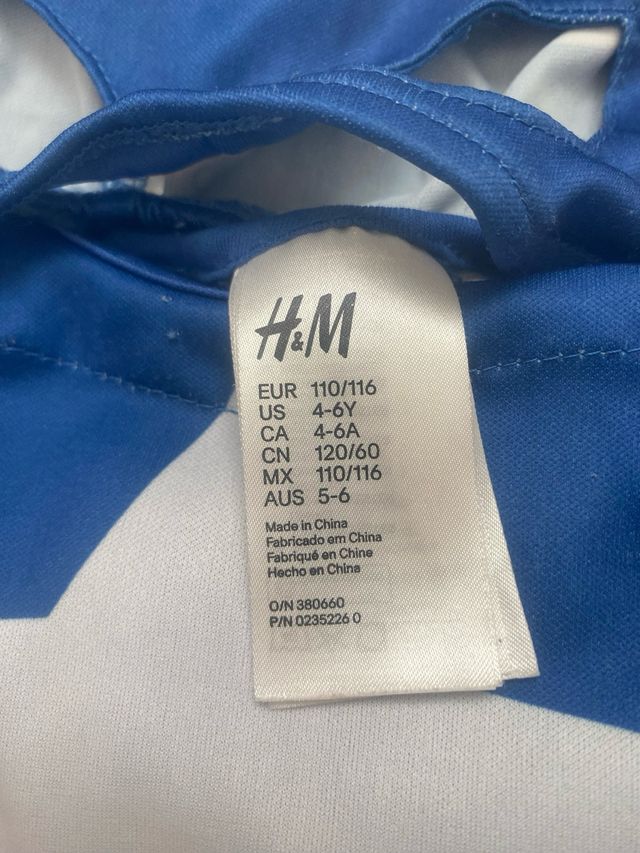 H&M
EUR 110/116
US 4-6Y
CA 4-6A
CN 120/60
MX 110/116
AUS 5-6
Made in China
Fabricado em China
Fabriqué en Chine
Hecho en China
O/N 380660
P/N 0235226 0